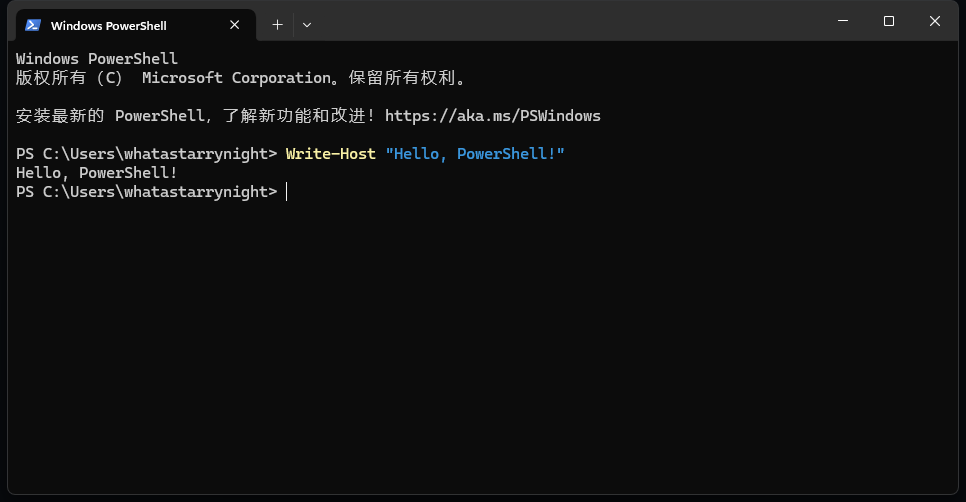 Windows PowerShell
Windows PowerShell
版权所有（C） Microsoft Corporation。保留所有权利。
安装最新的 PowerShell，了解新功能和改进！https://aka.ms/PSWindows
PS C:\Users\whatastarrynight> Write-Host "Hello, PowerShell!"
Hello, PowerShell!
PS C:\Users\whatastarrynight>